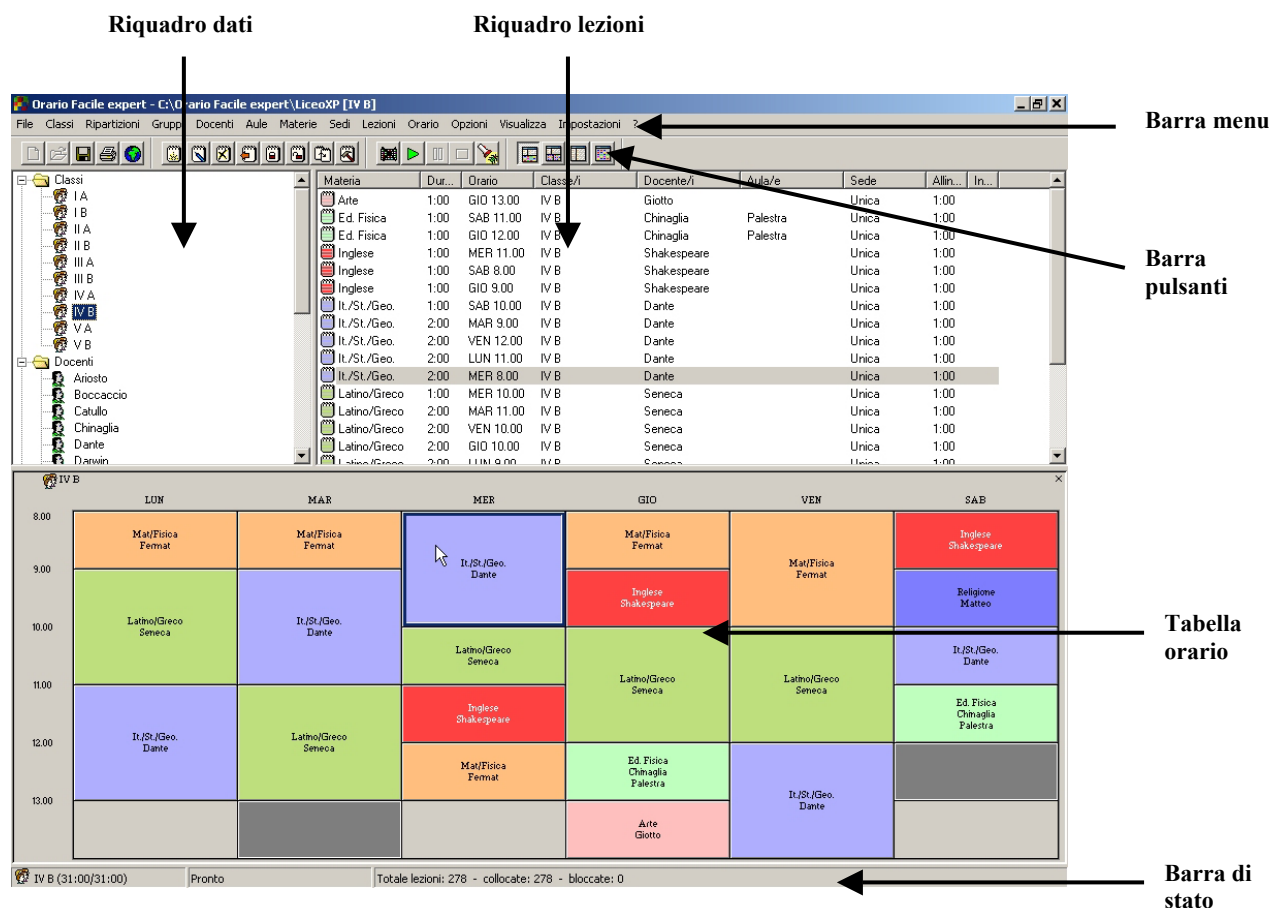 Riquadro dati
Riquadro lezioni
Orario Facile expert - C:\Orario Facile expert\LiceoXP [IV B]
File Classi Ripartizioni Gruppi Docenti Aule Materie Sedi Lezioni Orario Opzioni Visualizza Impostazioni ?
Barra menu
Barra
pulsanti
Classi
I A
I B
II A
II B
III A
III B
IV A
IV B
V A
V B
Docenti
Ariosto
Boccaccio
Catullo
Chinaglia
Dante
Darwin
Materia Dur... Orario Classe/i Docente/i Aula/e Sede Allin... In...
Arte 1:00 GIO 13.00 IV B Giotto Unica 1:00
Ed. Fisica 1:00 SAB 11.00 IV B Chinaglia Palestra Unica 1:00
Ed. Fisica 1:00 GIO 12.00 IV B Chinaglia Palestra Unica 1:00
Inglese 1:00 MER 11.00 IV B Shakespeare Unica 1:00
Inglese 1:00 SAB 8.00 IV B Shakespeare Unica 1:00
Inglese 1:00 GIO 9.00 IV B Shakespeare Unica 1:00
It./St./Geo. 1:00 SAB 10.00 IV B Dante Unica 1:00
It./St./Geo. 2:00 MAR 9.00 IV B Dante Unica 1:00
It./St./Geo. 2:00 VEN 12.00 IV B Dante Unica 1:00
It./St./Geo. 2:00 LUN 11.00 IV B Dante Unica 1:00
It./St./Geo. 2:00 MER 8.00 IV B Dante Unica 1:00
Latino/Greco 1:00 MER 10.00 IV B Seneca Unica 1:00
Latino/Greco 2:00 MAR 11.00 IV B Seneca Unica 1:00
Latino/Greco 2:00 VEN 10.00 IV B Seneca Unica 1:00
Latino/Greco 2:00 GIO 10.00 IV B Seneca Unica 1:00
Latino/Greco 2:00 LUN 9.00 IV B Seneca Unica 1:00
IV B
LUN MAR MER GIO VEN SAB
8.00
9.00
10.00
11.00
12.00
13.00
Mat/Fisica
Fermat
Latino/Greco
Seneca
It./St./Geo.
Dante
Mat/Fisica
Fermat
It./St./Geo.
Dante
Latino/Greco
Seneca
It./St./Geo.
Dante
Latino/Greco
Seneca
Inglese
Shakespeare
Mat/Fisica
Fermat
Mat/Fisica
Fermat
Inglese
Shakespeare
Latino/Greco
Seneca
Ed. Fisica
Chinaglia
Palestra
Arte
Giotto
Mat/Fisica
Fermat
Latino/Greco
Seneca
It./St./Geo.
Dante
Inglese
Shakespeare
Religione
Matteo
It./St./Geo.
Dante
Ed. Fisica
Chinaglia
Palestra
Tabella
orario
IV B (31:00/31:00) Pronto Totale lezioni: 278 - collocate: 278 - bloccate: 0
Barra di
stato